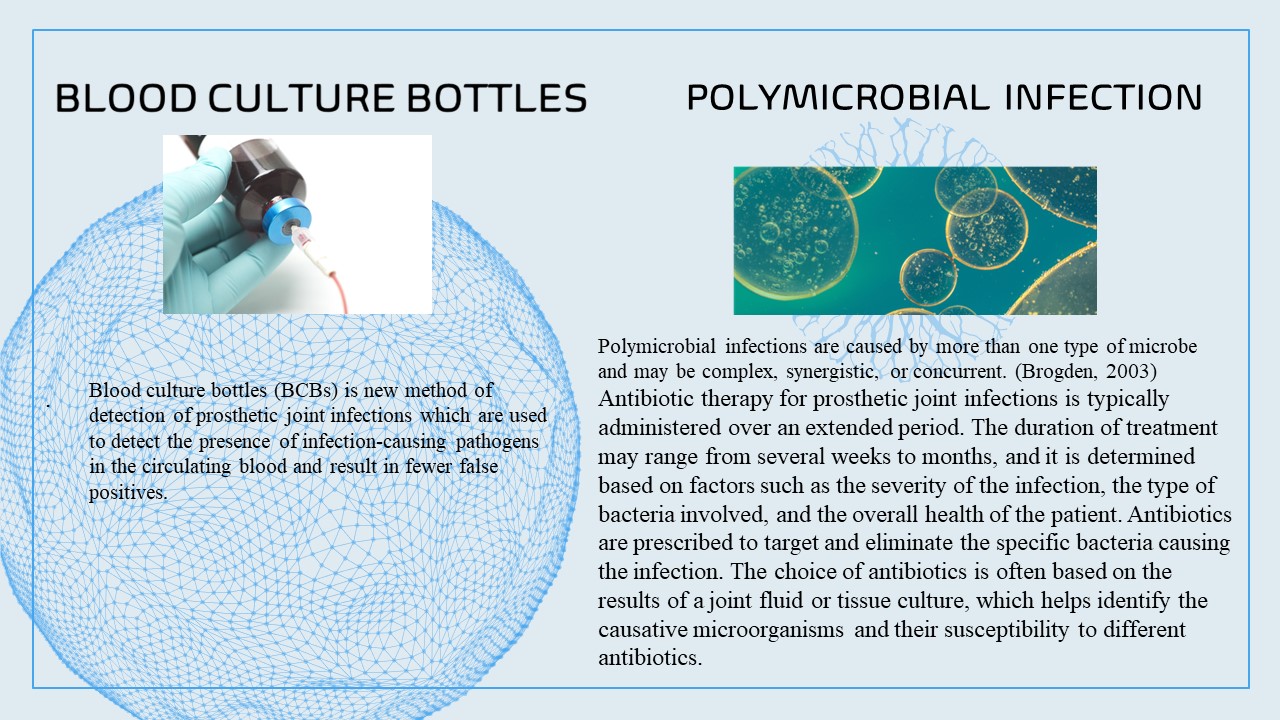 BLOOD CULTURE BOTTLES
Blood culture bottles (BCBs) is new method of
detection of prosthetic joint infections which are used
to detect the presence of infection-causing pathogens
in the circulating blood and result in fewer false
positives.
.
POLYMICROBIAL INFECTION
Polymicrobial infections are caused by more than one type of microbe
and may be complex, synergistic, or concurrent. (Brogden, 2003)
Antibiotic therapy for prosthetic joint infections is typically
administered over an extended period. The duration of treatment
may range from several weeks to months, and it is determined
based on factors such as the severity of the infection, the type of
bacteria involved, and the overall health of the patient. Antibiotics
are prescribed to target and eliminate the specific bacteria causing
the infection. The choice of antibiotics is often based on the
results of a joint fluid or tissue culture, which helps identify the
causative microorganisms and their susceptibility to different
antibiotics.